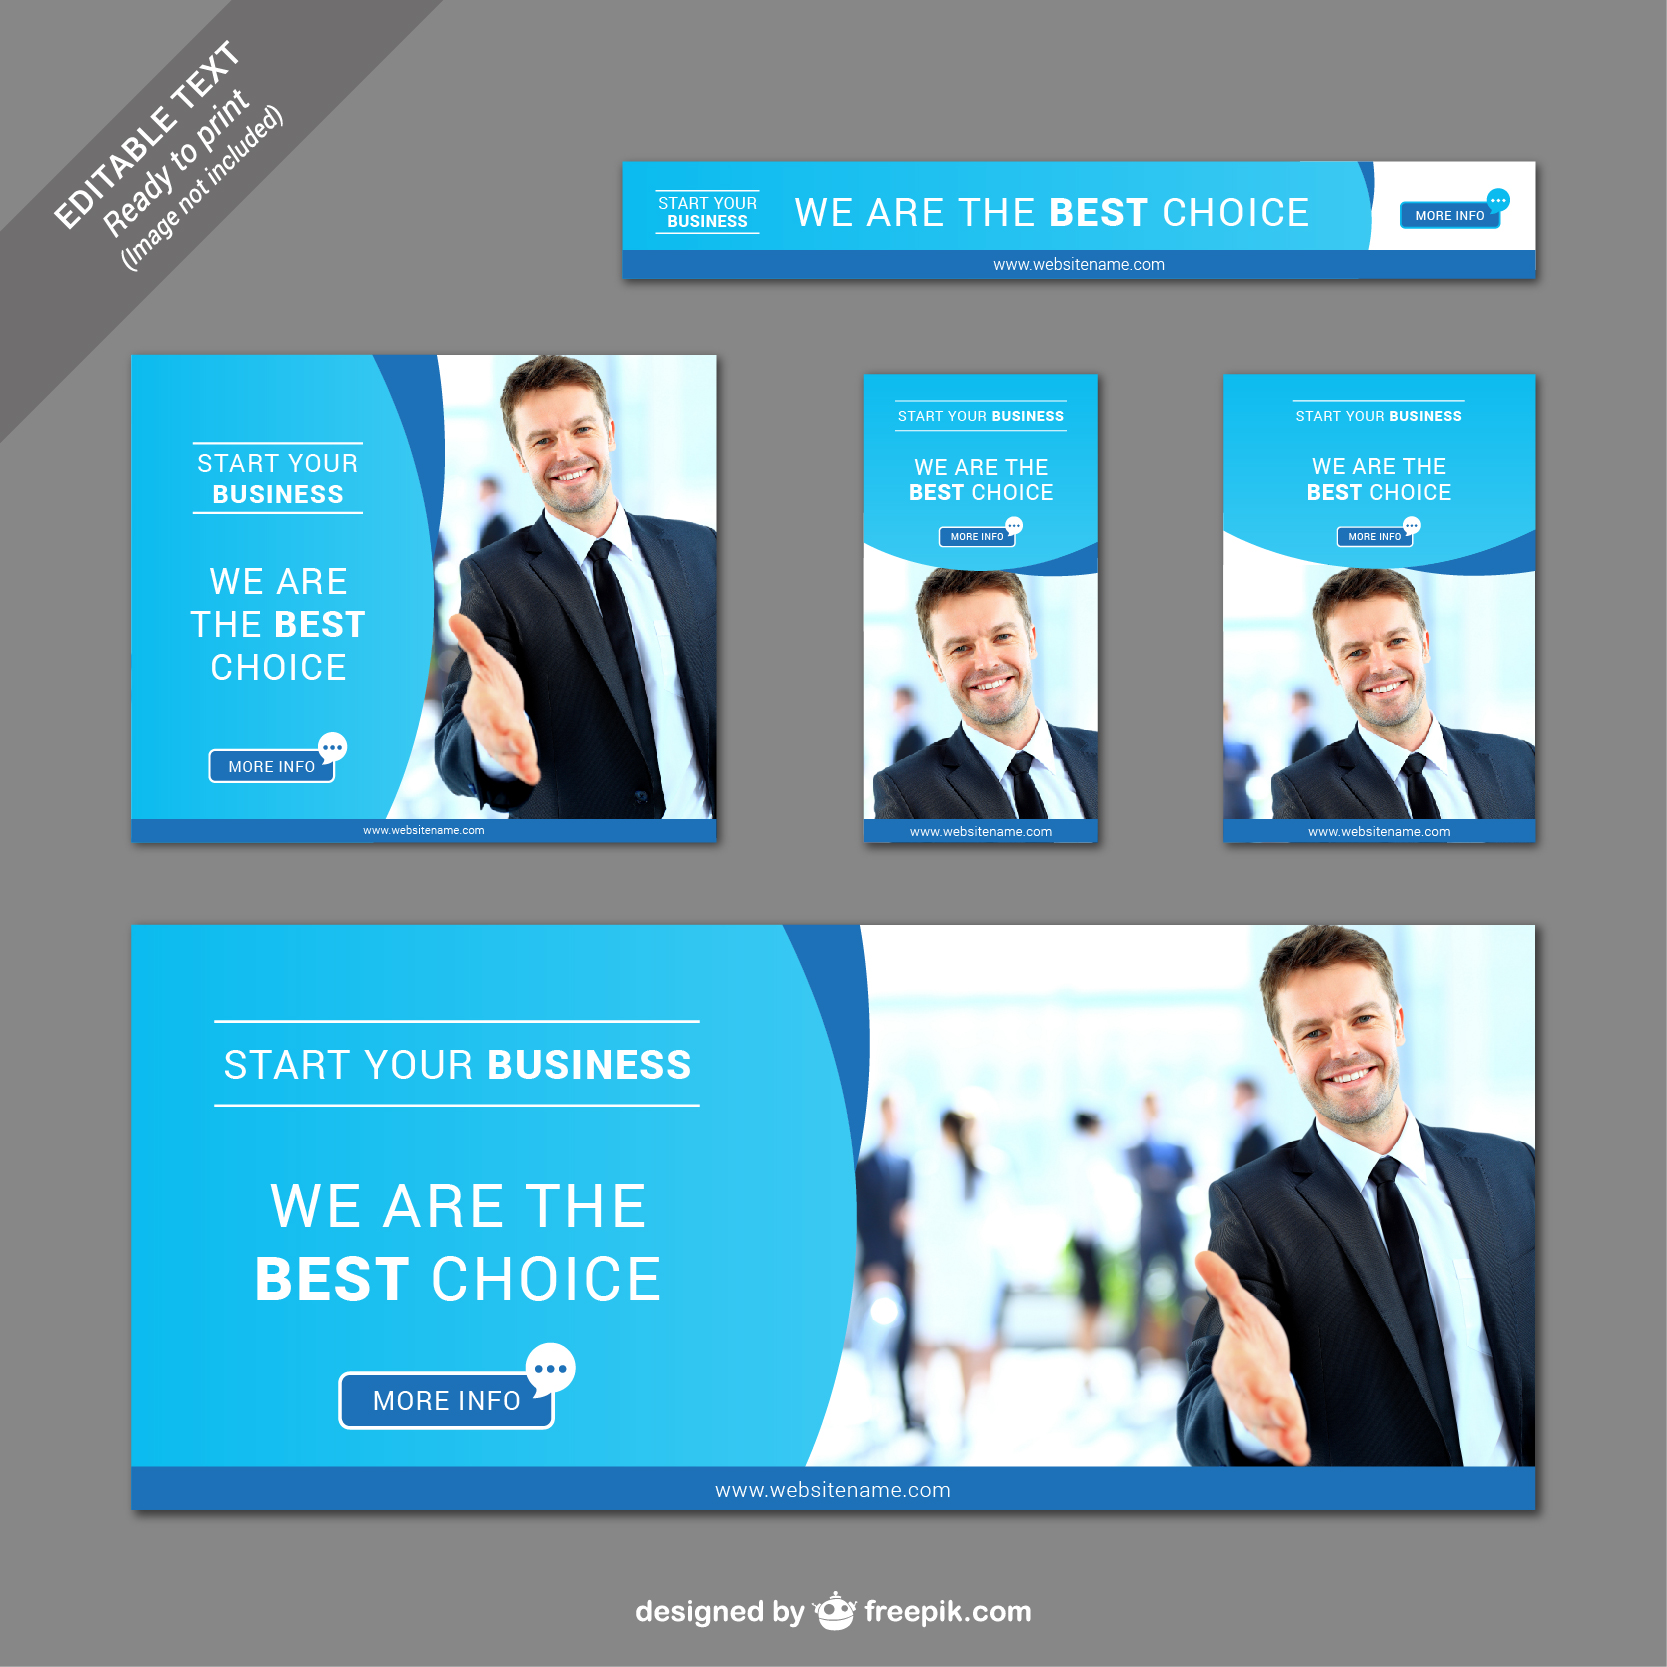 EDITABLE TEXT
Ready to print
(Image not included)
START YOUR
BUSINESS
WE ARE THE BEST CHOICE
MORE INFO
www.websitename.com
START YOUR
BUSINESS
WE ARE
THE BEST
CHOICE
MORE INFO
www.websitename.com
START YOUR BUSINESS
WE ARE THE
BEST CHOICE
MORE INFO
www.websitename.com
START YOUR BUSINESS
WE ARE THE
BEST CHOICE
MORE INFO
www.websitename.com
START YOUR BUSINESS
WE ARE THE
BEST CHOICE
MORE INFO
www.websitename.com
designed by freepik.com